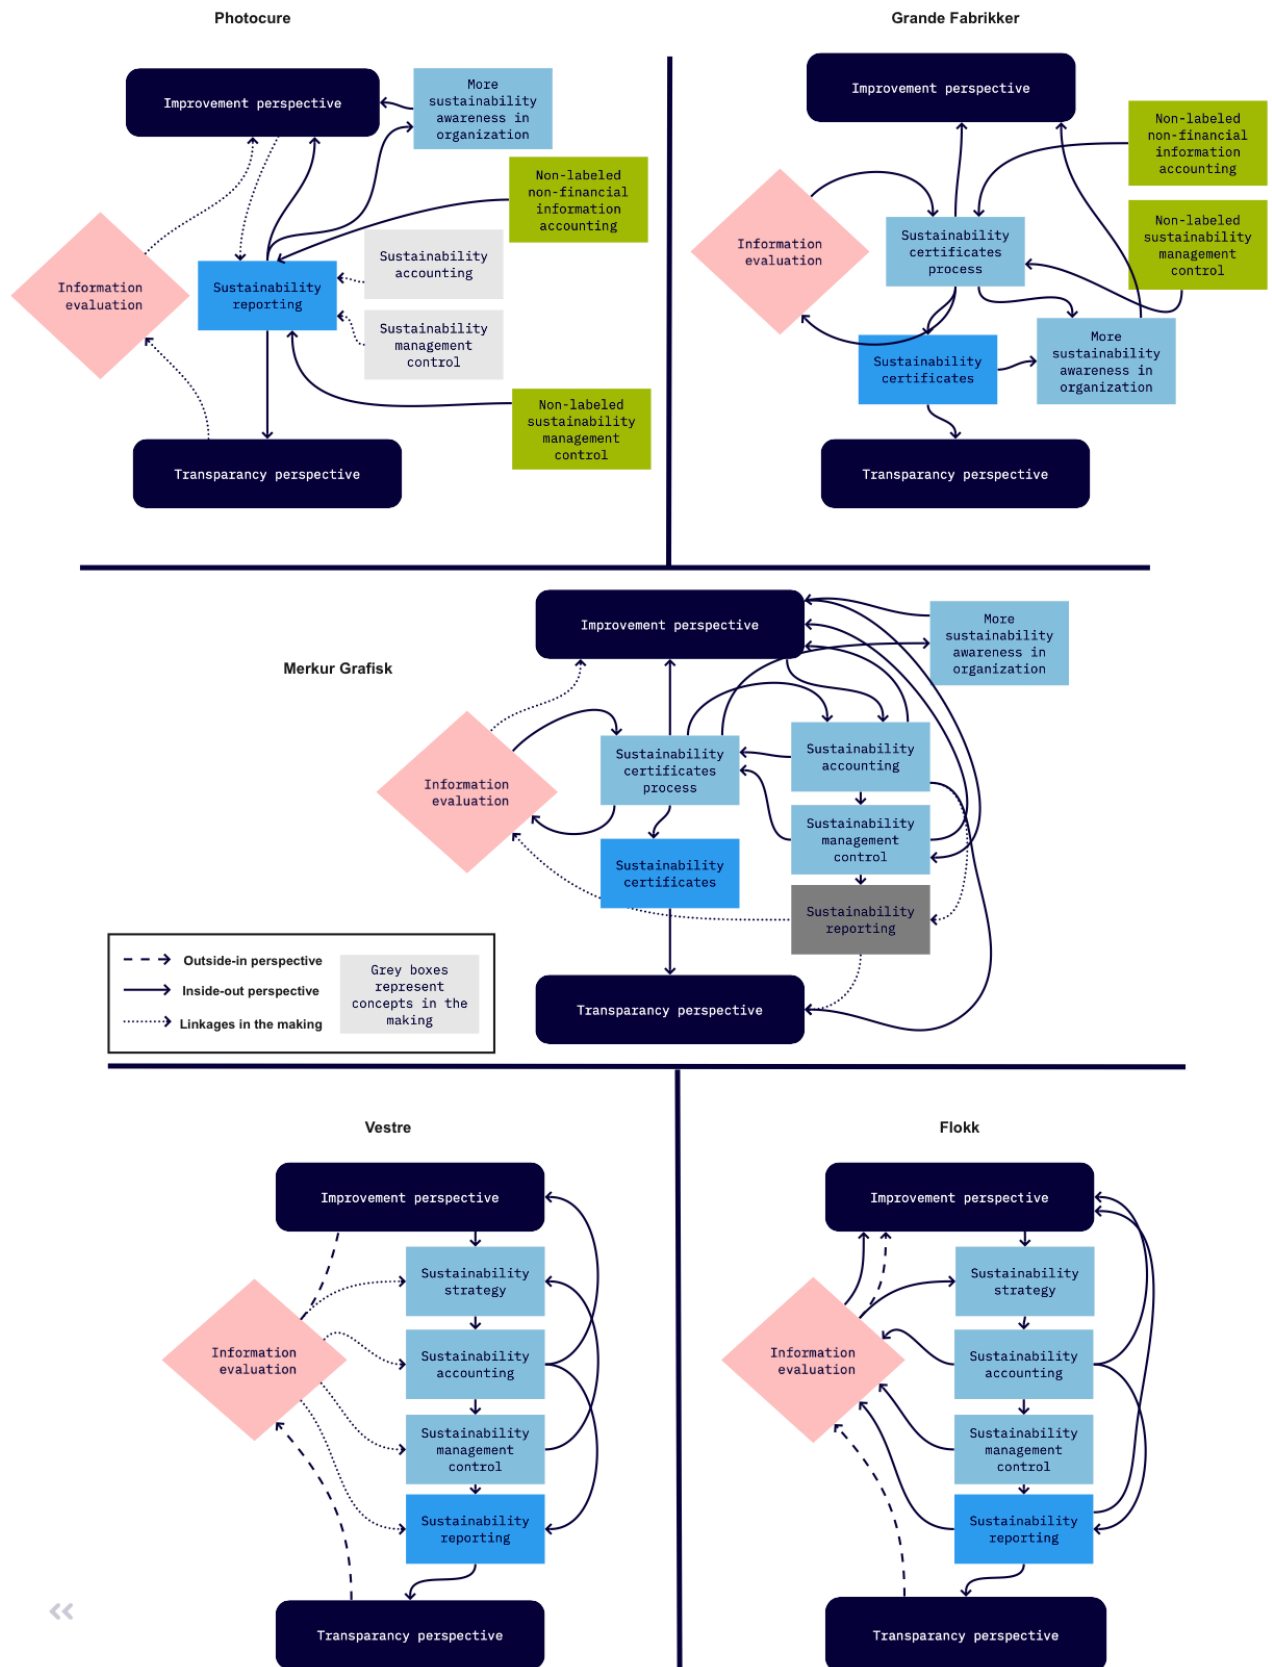 Photocure
Grande Fabrikker
Improvement perspective
More
sustainability
awareness in
organization
Non-labeled
non-financial
information
accounting
Sustainability
accounting
Information
evaluation
Sustainability
reporting
Sustainability
management
control
Non-labeled
sustainability
management
control
Transparancy perspective
Improvement perspective
Non-labeled
non-financial
information
accounting
Non-labeled
sustainability
management
control
Information
evaluation
Sustainability
certificates
process
More
sustainability
awareness in
organization
Sustainability
certificates
Transparancy perspective
Merkur Grafisk
Improvement perspective
More
sustainability
awareness in
organization
Information
evaluation
Sustainability
certificates
process
Sustainability
accounting
Sustainability
management
control
Sustainability
certificates
Sustainability
reporting
Transparancy perspective
Outside-in perspective
Inside-out perspective
Linkages in the making
Grey boxes
represent
concepts in the
making
Vestre
Improvement perspective
Sustainability
strategy
Information
evaluation
Sustainability
accounting
Sustainability
management
control
Sustainability
reporting
Transparancy perspective
Flokk
Improvement perspective
Sustainability
strategy
Information
evaluation
Sustainability
accounting
Sustainability
management
control
Sustainability
reporting
Transparancy perspective